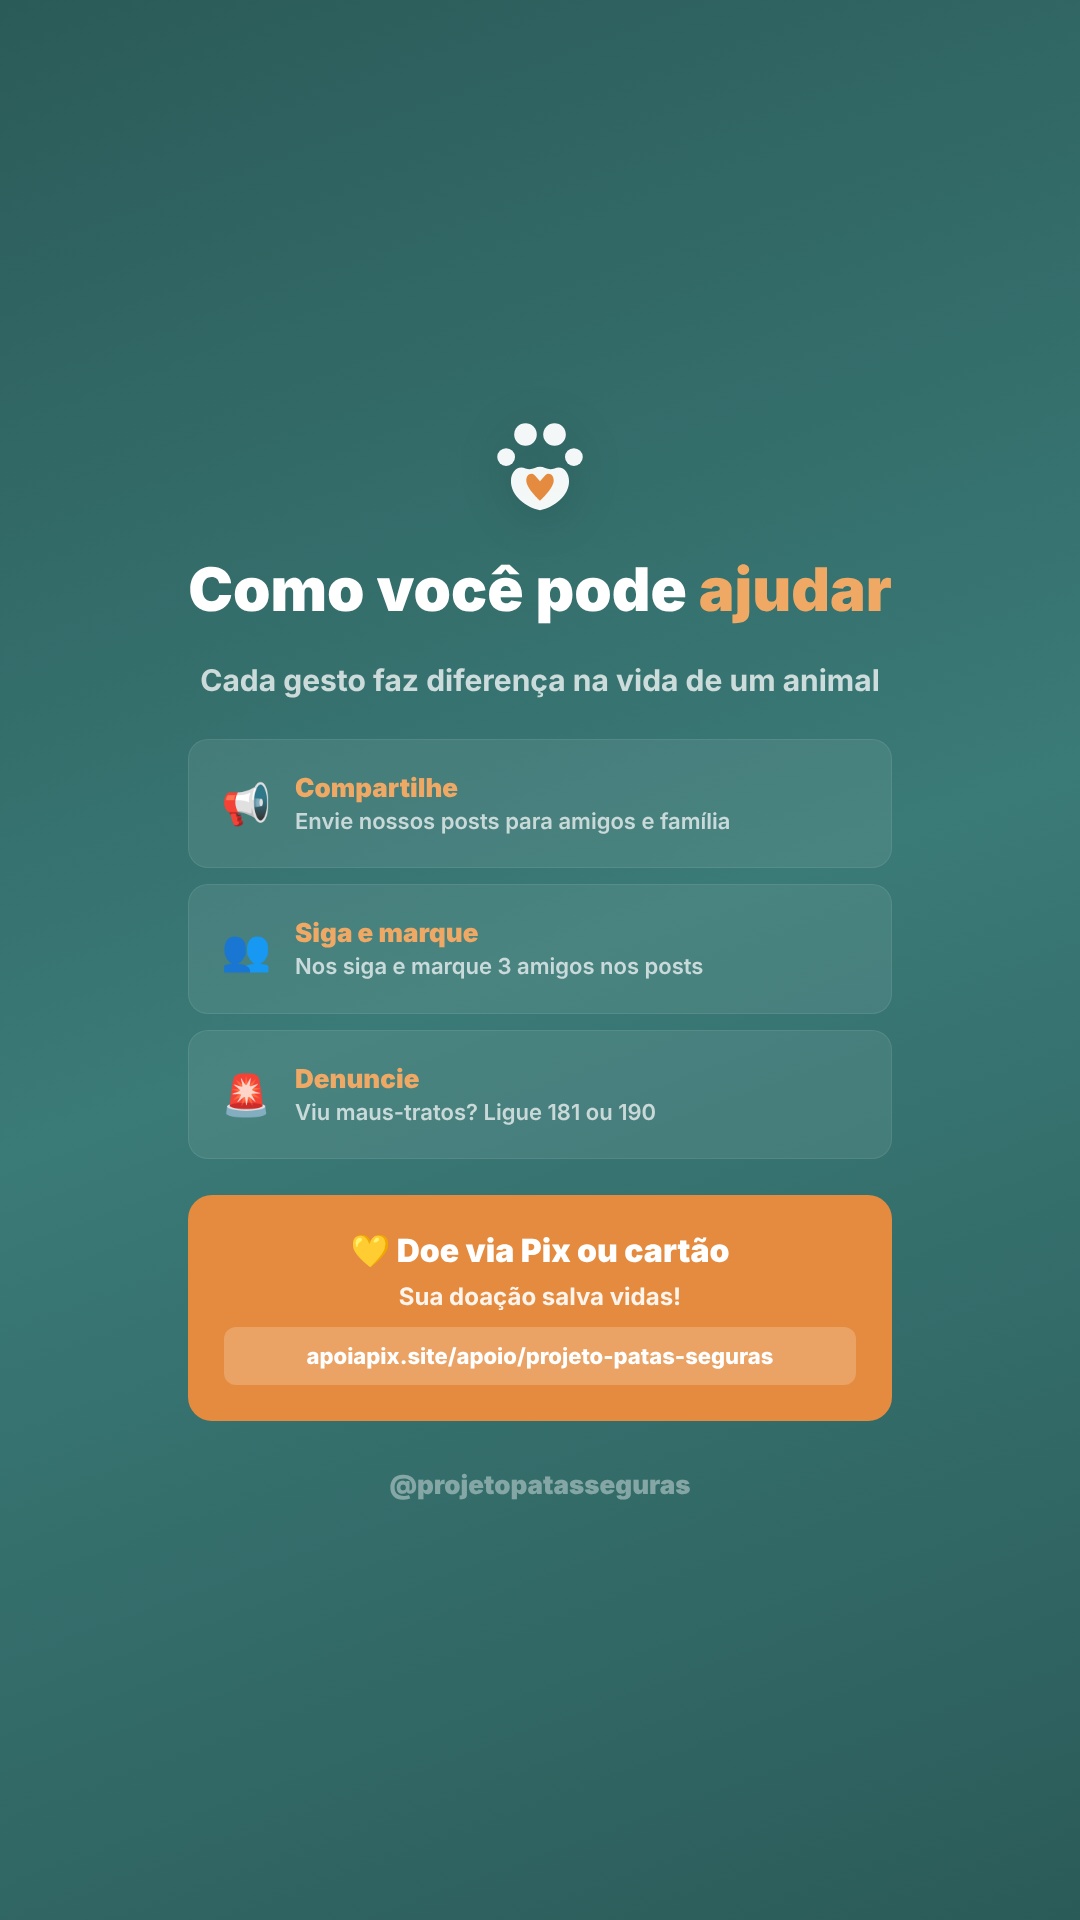 Como você pode ajudar
Cada gesto faz diferença na vida de um animal
Compartilhe
Envie nossos posts para amigos e família
Siga e marque
Nos siga e marque 3 amigos nos posts
Denuncie
Viu maus-tratos? Ligue 181 ou 190
💛 Doe via Pix ou cartão
Sua doação salva vidas!
apoiapix.site/apoio/projeto-patas-seguras
@projetopatasseguras